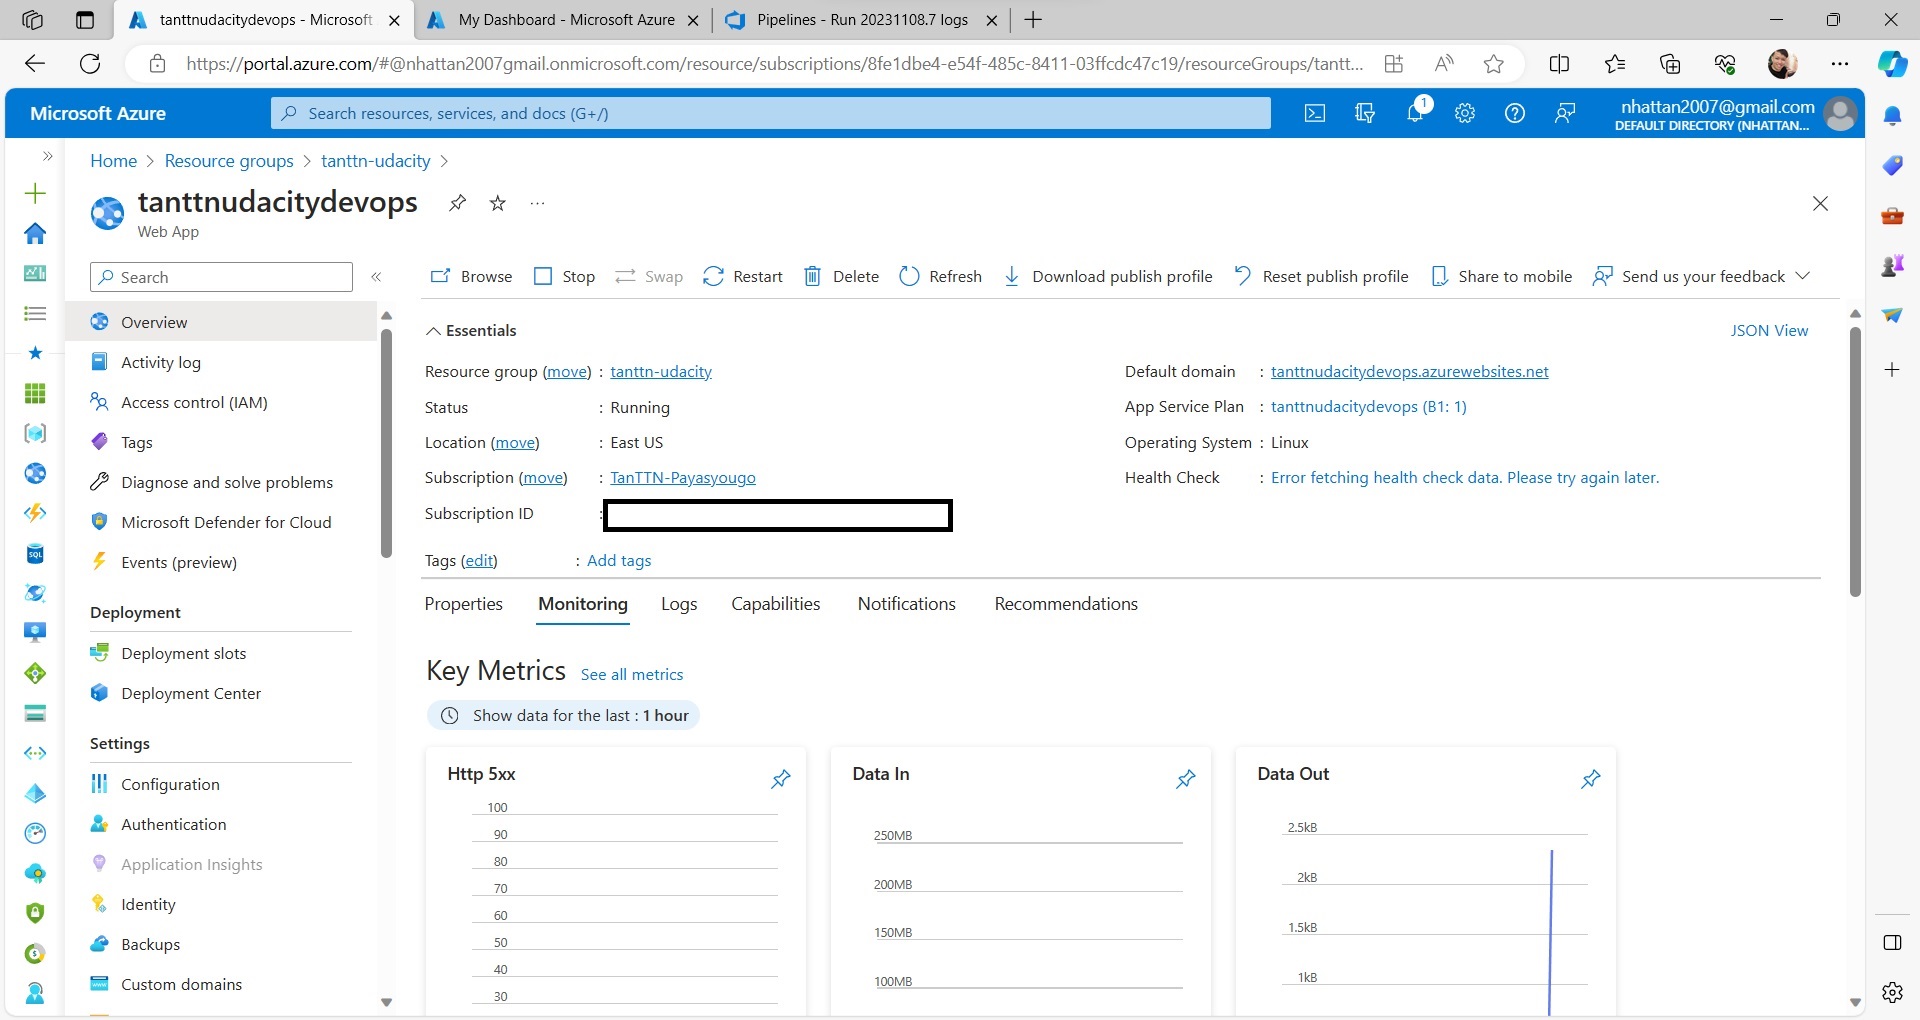 tanttnudacitydevops - Microsoft
My Dashboard - Microsoft Azure
Pipelines - Run 20231108.7 logs
https://portal.azure.com/#@nhattan2007gmail.onmicrosoft.com/resource/subscriptions/8fe1dbe4-e54f-485c-8411-03ffcdc47c19/resourceGroups/tantt...
Microsoft Azure
Search resources, services, and docs (G+/)
1
nhattan2007@gmail.com
DEFAULT DIRECTORY (NHATTAN...
Home > Resource groups > tanttn-udacity >
tanttnudacitydevops
Web App
Search
Browse
Stop
Swap
Restart
Delete
Refresh
Download publish profile
Reset publish profile
Share to mobile
Send us your feedback
Overview
Activity log
Access control (IAM)
Tags
Diagnose and solve problems
Microsoft Defender for Cloud
Events (preview)
Deployment
Deployment slots
Deployment Center
Settings
Configuration
Authentication
Application Insights
Identity
Backups
Custom domains
SQL
Essentials
JSON View
Resource group (move) : tanttn-udacity
Status : Running
Location (move) : East US
Subscription (move) : TanTTN-Payasyougo
Subscription ID :
Tags (edit) : Add tags
Default domain : tanttnudacitydevops.azurewebsites.net
App Service Plan : tanttnudacitydevops (B1: 1)
Operating System : Linux
Health Check : Error fetching health check data. Please try again later.
Properties
Monitoring
Logs
Capabilities
Notifications
Recommendations
Key Metrics
See all metrics
Show data for the last : 1 hour
Http 5xx
100
90
80
70
60
50
40
30
Data In
250MB
200MB
150MB
100MB
Data Out
2.5kB
2kB
1.5kB
1kB